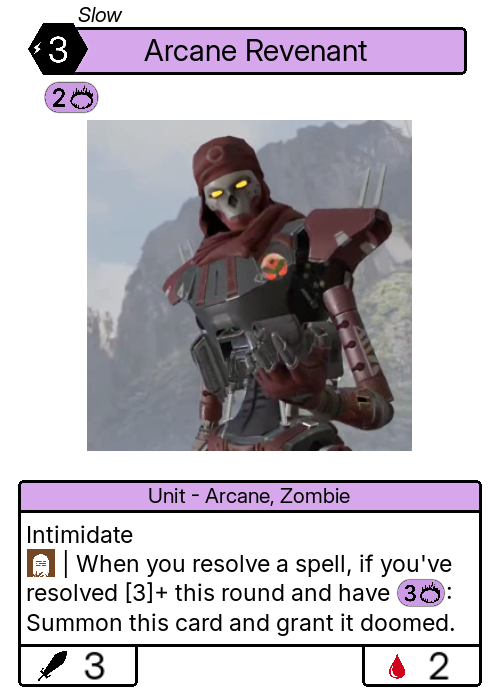 Slow
3
Arcane Revenant
2
Unit - Arcane, Zombie
Intimidate
| When you resolve a spell, if you've
resolved [3]+ this round and have 3 :
Summon this card and grant it doomed.
3
2